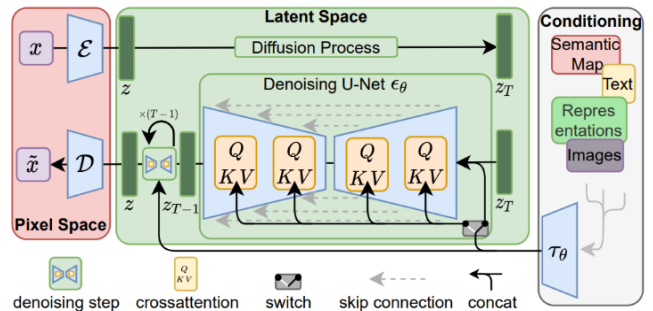 Latent Space
Conditioning
x
ℰ
Diffusion Process
z
z_T
Semantic
Map
Text
Repres
entations
Images
Denoising U-Net ϵ_θ
×(T−1)
x̃
𝒟
Q
KV
Q
KV
Q
KV
Q
KV
z
z_{T−1}
z_T
Pixel Space
τ_θ
Q
KV
denoising step
crossattention
switch
skip connection
concat